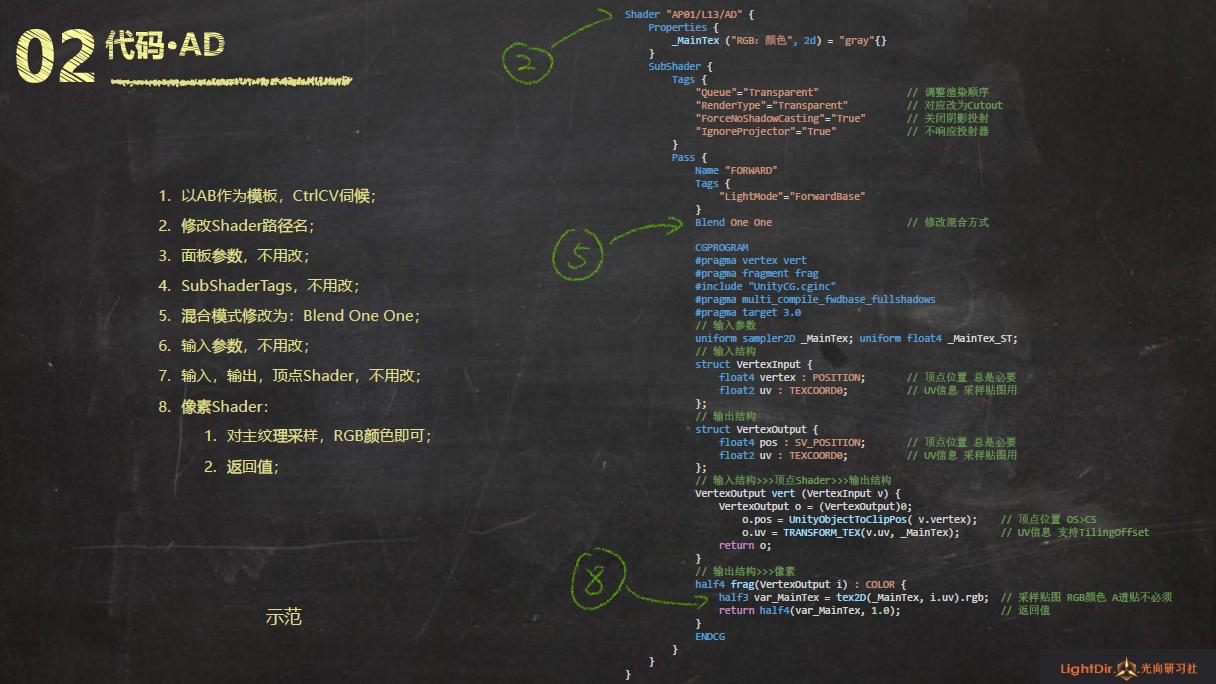 02
代码·AD
1. 以AB作为模板，CtrlCV伺候；
2. 修改Shader路径名；
3. 面板参数，不用改；
4. SubShaderTags，不用改；
5. 混合模式修改为：Blend One One；
6. 输入参数，不用改；
7. 输入，输出，顶点Shader，不用改；
8. 像素Shader：
1. 对主纹理采样，RGB颜色即可；
2. 返回值；
示范
2
5
8
Shader "AP01/L13/AD" {
Properties {
_MainTex ("RGB：颜色", 2d) = "gray"{}
}
SubShader {
Tags {
"Queue"="Transparent" // 调整渲染顺序
"RenderType"="Transparent" // 对应改为Cutout
"ForceNoShadowCasting"="True" // 关闭阴影投射
"IgnoreProjector"="True" // 不响应投射器
}
Pass {
Name "FORWARD"
Tags {
"LightMode"="ForwardBase"
}
Blend One One // 修改混合方式
CGPROGRAM
#pragma vertex vert
#pragma fragment frag
#include "UnityCG.cginc"
#pragma multi_compile_fwdbase_fullshadows
#pragma target 3.0
// 输入参数
uniform sampler2D _MainTex; uniform float4 _MainTex_ST;
// 输入结构
struct VertexInput {
float4 vertex : POSITION; // 顶点位置 总是必要
float2 uv : TEXCOORD0; // UV信息 采样贴图用
};
// 输出结构
struct VertexOutput {
float4 pos : SV_POSITION; // 顶点位置 总是必要
float2 uv : TEXCOORD0; // UV信息 采样贴图用
};
// 输入结构>>>顶点Shader>>>输出结构
VertexOutput vert (VertexInput v) {
VertexOutput o = (VertexOutput)0;
o.pos = UnityObjectToClipPos( v.vertex); // 顶点位置 OS>CS
o.uv = TRANSFORM_TEX(v.uv, _MainTex); // UV信息 支持TilingOffset
return o;
}
// 输出结构>>>像素
half4 frag(VertexOutput i) : COLOR {
half3 var_MainTex = tex2D(_MainTex, i.uv).rgb; // 采样贴图 RGB颜色 A透贴不必须
return half4(var_MainTex, 1.0); // 返回值
}
ENDCG
}
}
}
LightDir.光向研习社